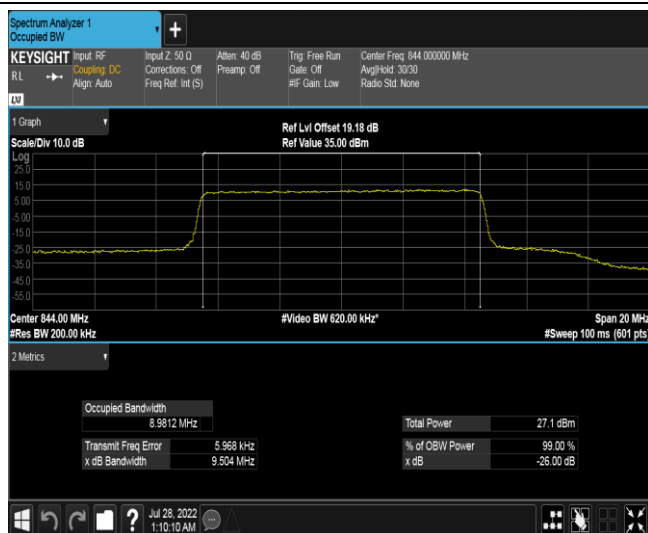 Spectrum Analyzer 1
Occupied BW
+
KEYSIGHT
RL
LXI
Input: RF
Coupling: DC
Align: Auto
Input Z: 50 Ω
Corrections: Off
Freq Ref: Int (S)
Atten: 40 dB
Preamp: Off
Trig: Free Run
Gate: Off
#IF Gain: Low
Center Freq: 844.000000 MHz
Avg|Hold: 30/30
Radio Std: None
1 Graph
Scale/Div 10.0 dB
Ref Lvl Offset 19.18 dB
Ref Value 35.00 dBm
Log
25.0
15.0
5.00
-5.00
-15.0
-25.0
-35.0
-45.0
-55.0
Center 844.00 MHz
#Res BW 200.00 kHz
#Video BW 620.00 kHz*
Span 20 MHz
#Sweep 100 ms (601 pts)
2 Metrics
Occupied Bandwidth
8.9812 MHz
Transmit Freq Error 5.968 kHz
x dB Bandwidth 9.504 MHz
Total Power 27.1 dBm
% of OBW Power 99.00 %
x dB -26.00 dB
?
Jul 28, 2022
1:10:10 AM